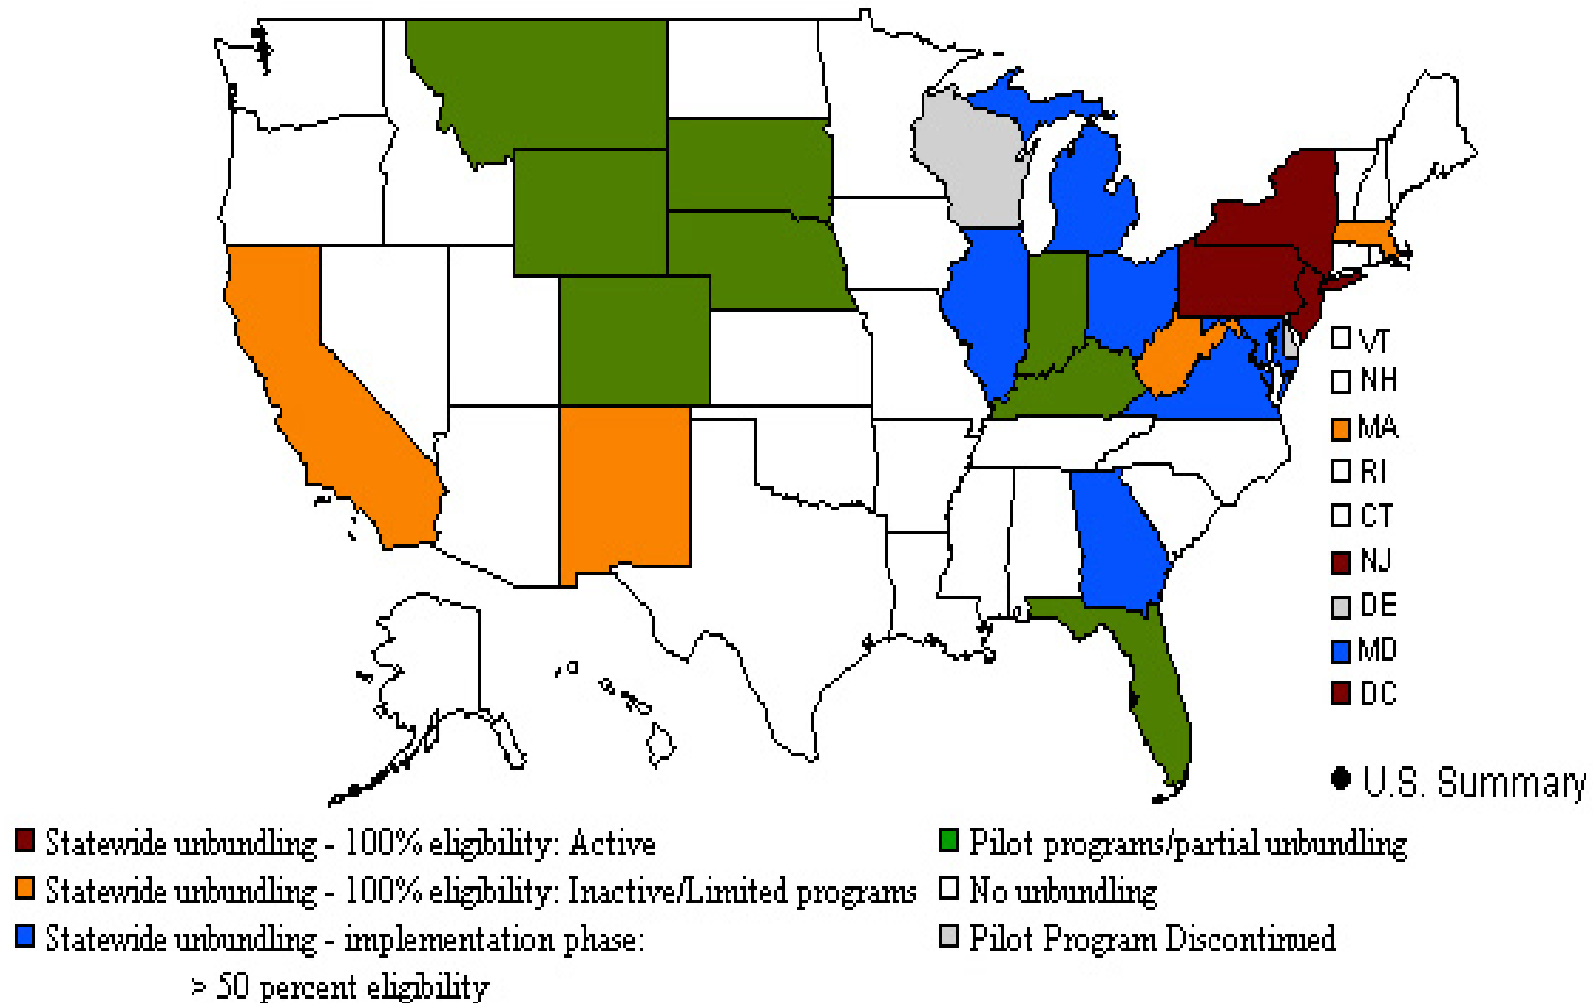 VT
NH
MA
RI
CT
NJ
DE
MD
DC
U.S. Summary
Statewide unbundling - 100% eligibility: Active
Statewide unbundling - 100% eligibility: Inactive/Limited programs
Statewide unbundling - implementation phase:
> 50 percent eligibility
Pilot programs/partial unbundling
No unbundling
Pilot Program Discontinued